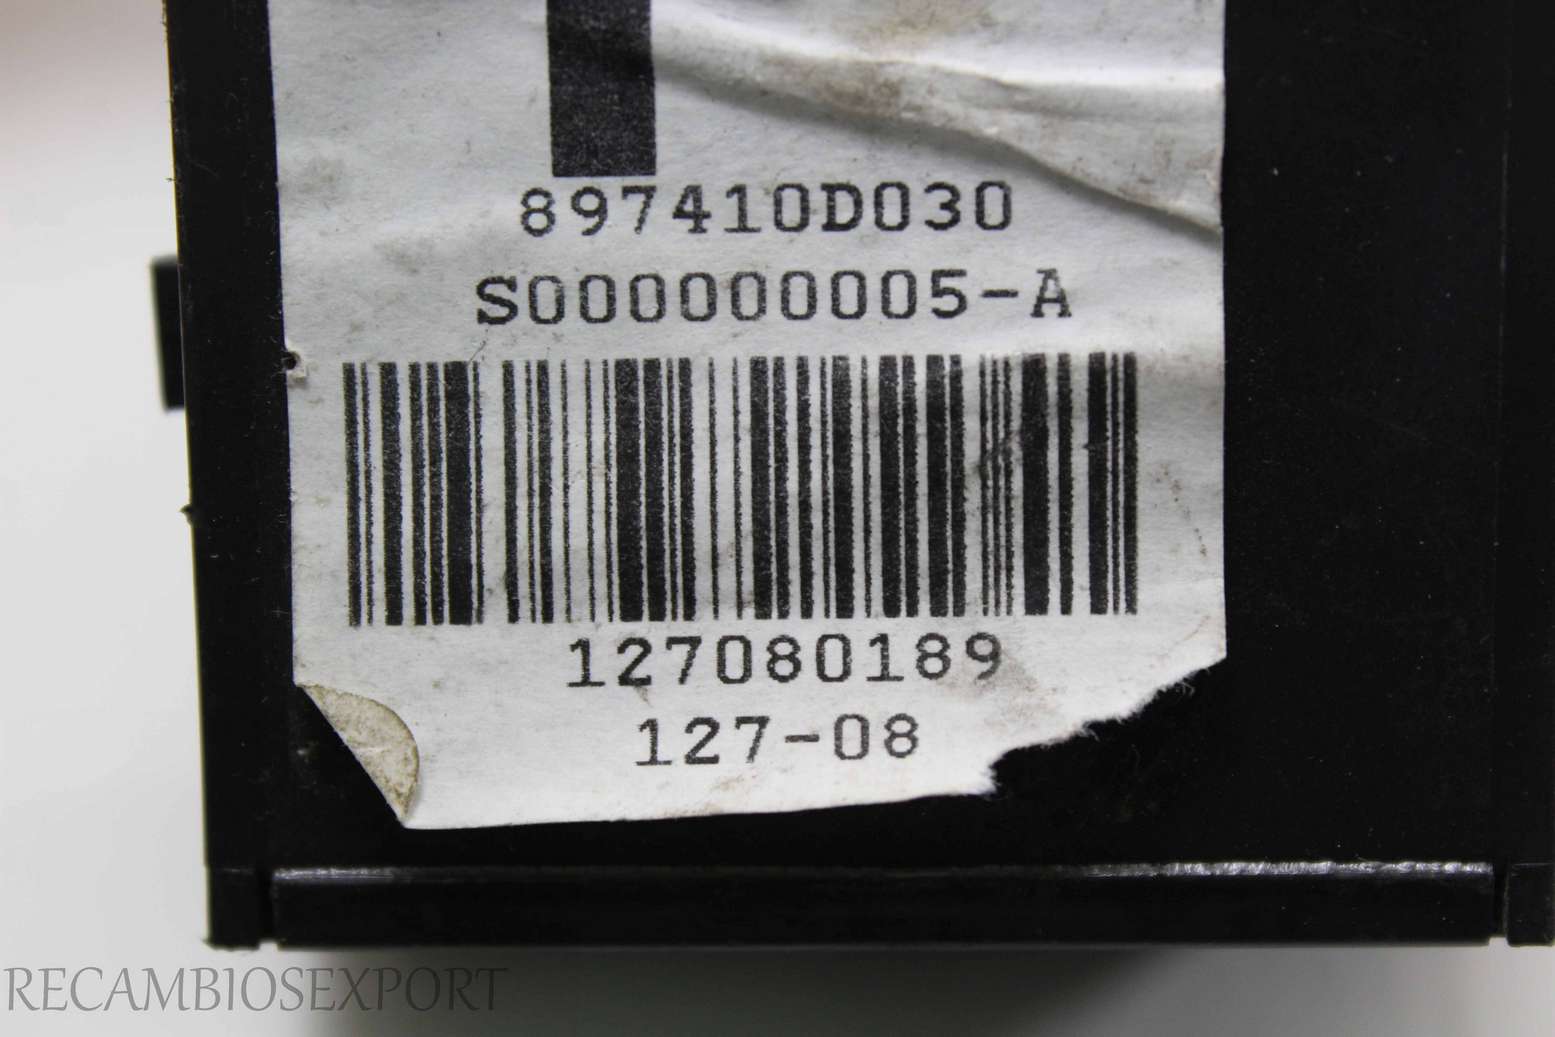 897410D030
S000000005-A
127080189
127-08
RECAMBIOSEXPORT